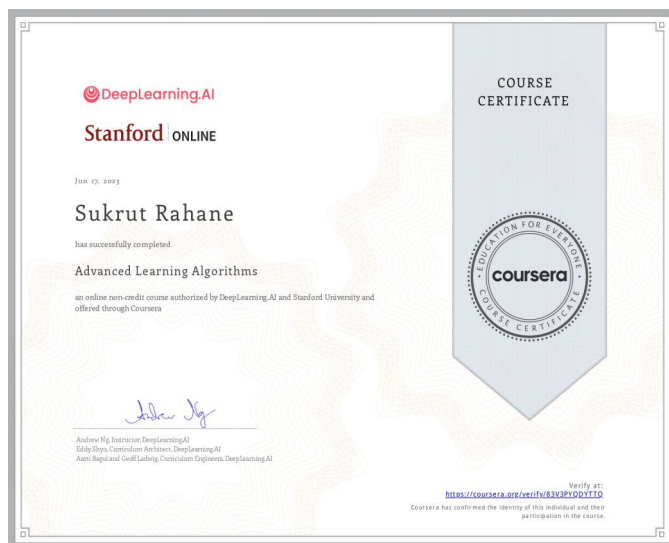 DeepLearning.AI
Stanford | ONLINE
Jun 17, 2023
Sukrut Rahane
has successfully completed
Advanced Learning Algorithms
an online non-credit course authorized by DeepLearning.AI and Stanford University and
offered through Coursera
Andrew Ng
Andrew Ng, Instructor, DeepLearning.AI
Eddy Shyu, Curriculum Architect, DeepLearning.AI
Aarti Bagul and Geoff Ladwig, Curriculum Engineers, DeepLearning.AI
COURSE
CERTIFICATE
EDUCATION FOR EVERYONE
coursera
COURSE CERTIFICATE
Verify at:
https://coursera.org/verify/83V3PYQDYTTQ
Coursera has confirmed the identity of this individual and their
participation in the course.